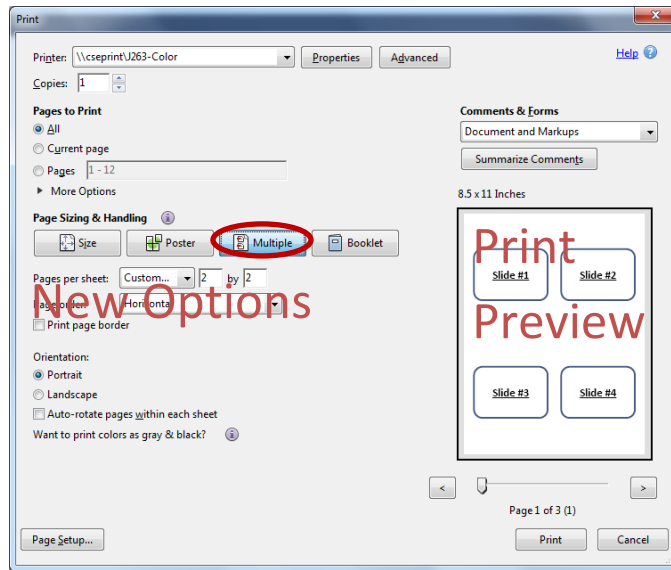 Print
Printer: \\cseprint\J263-Color Properties Advanced Help
Copies: 1
Pages to Print
All
Current page
Pages 1 - 12
More Options
Comments & Forms
Document and Markups
Summarize Comments
8.5 x 11 Inches
Page Sizing & Handling
Size Poster Multiple Booklet
Pages per sheet: Custom... 2 by 2
Page order: Horizontal
New Options
Print page border
Orientation:
Portrait
Landscape
Auto-rotate pages within each sheet
Want to print colors as gray & black?
Print
Slide #1 Slide #2
Preview
Slide #3 Slide #4
< >
Page 1 of 3 (1)
Page Setup... Print Cancel